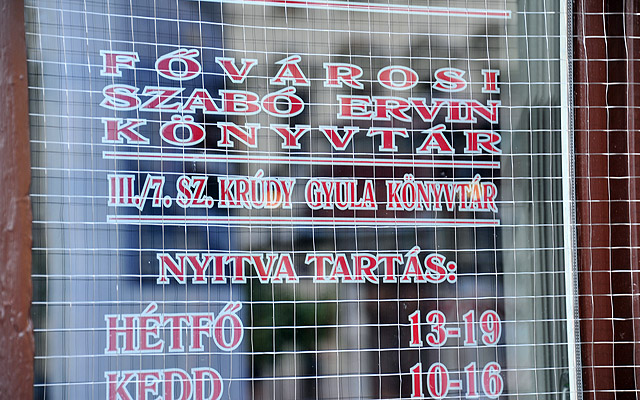 FŐVÁROSI
SZABÓ ERVIN
KÖNYVTÁR
III./7. SZ. KRÚDY GYULA KÖNYVTÁR
NYITVA TARTÁS:
HÉTFŐ 13-19
KEDD 10-16